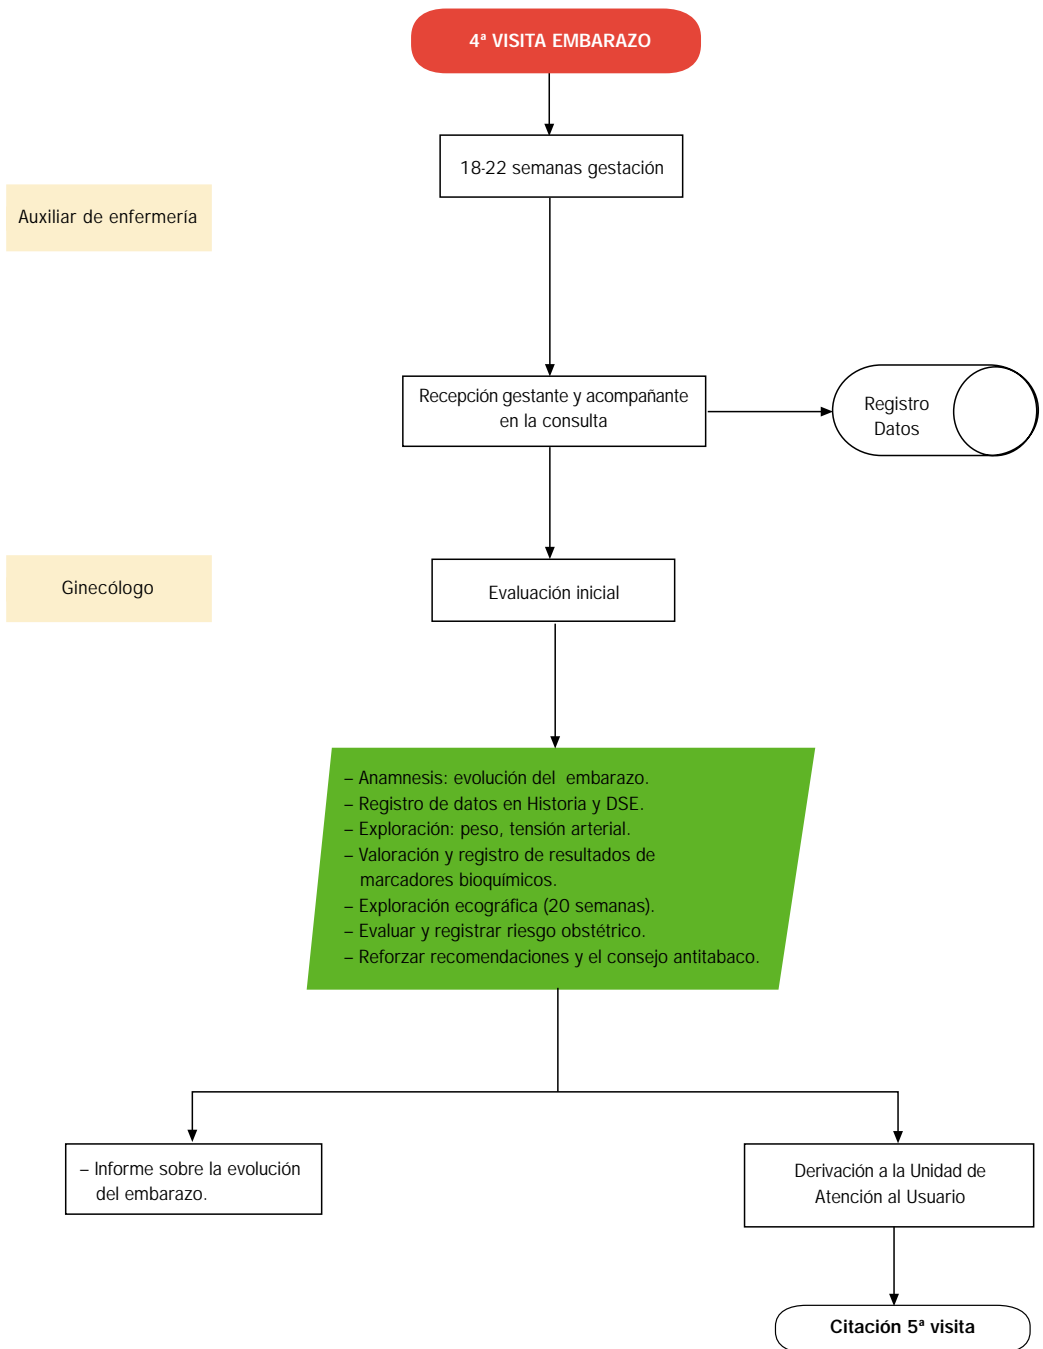 4ª VISITA EMBARAZO
18-22 semanas gestación
Auxiliar de enfermería
Recepción gestante y acompañante
en la consulta
Registro
Datos
Ginecólogo
Evaluación inicial
– Anamnesis: evolución del embarazo.
– Registro de datos en Historia y DSE.
– Exploración: peso, tensión arterial.
– Valoración y registro de resultados de
marcadores bioquímicos.
– Exploración ecográfica (20 semanas).
– Evaluar y registrar riesgo obstétrico.
– Reforzar recomendaciones y el consejo antitabaco.
– Informe sobre la evolución
del embarazo.
Derivación a la Unidad de
Atención al Usuario
Citación 5ª visita